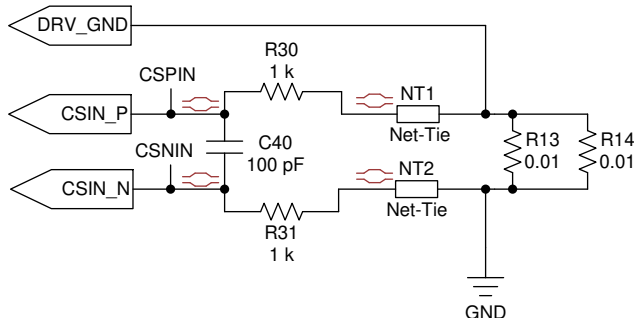 DRV_GND
R30
1 k
CSPIN
NT1
CSIN_P
Net-Tie
C40
100 pF
R13
0.01
R14
0.01
CSNIN
NT2
CSIN_N
Net-Tie
R31
1 k
GND